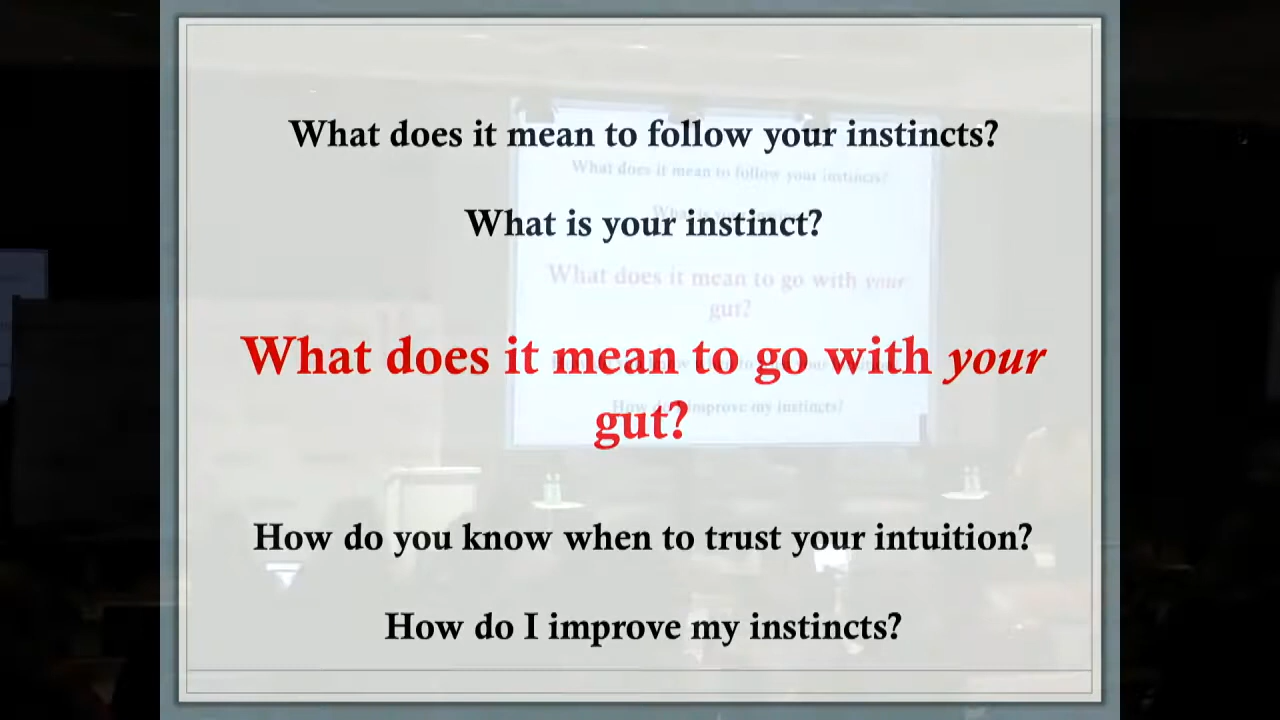 What does it mean to follow your instincts?
What is your instinct?
What does it mean to go with your
gut?
How do you know when to trust your intuition?
How do I improve my instincts?
What does it mean to follow your instincts?
What does it mean to go with your
gut?
How do I improve my instincts?